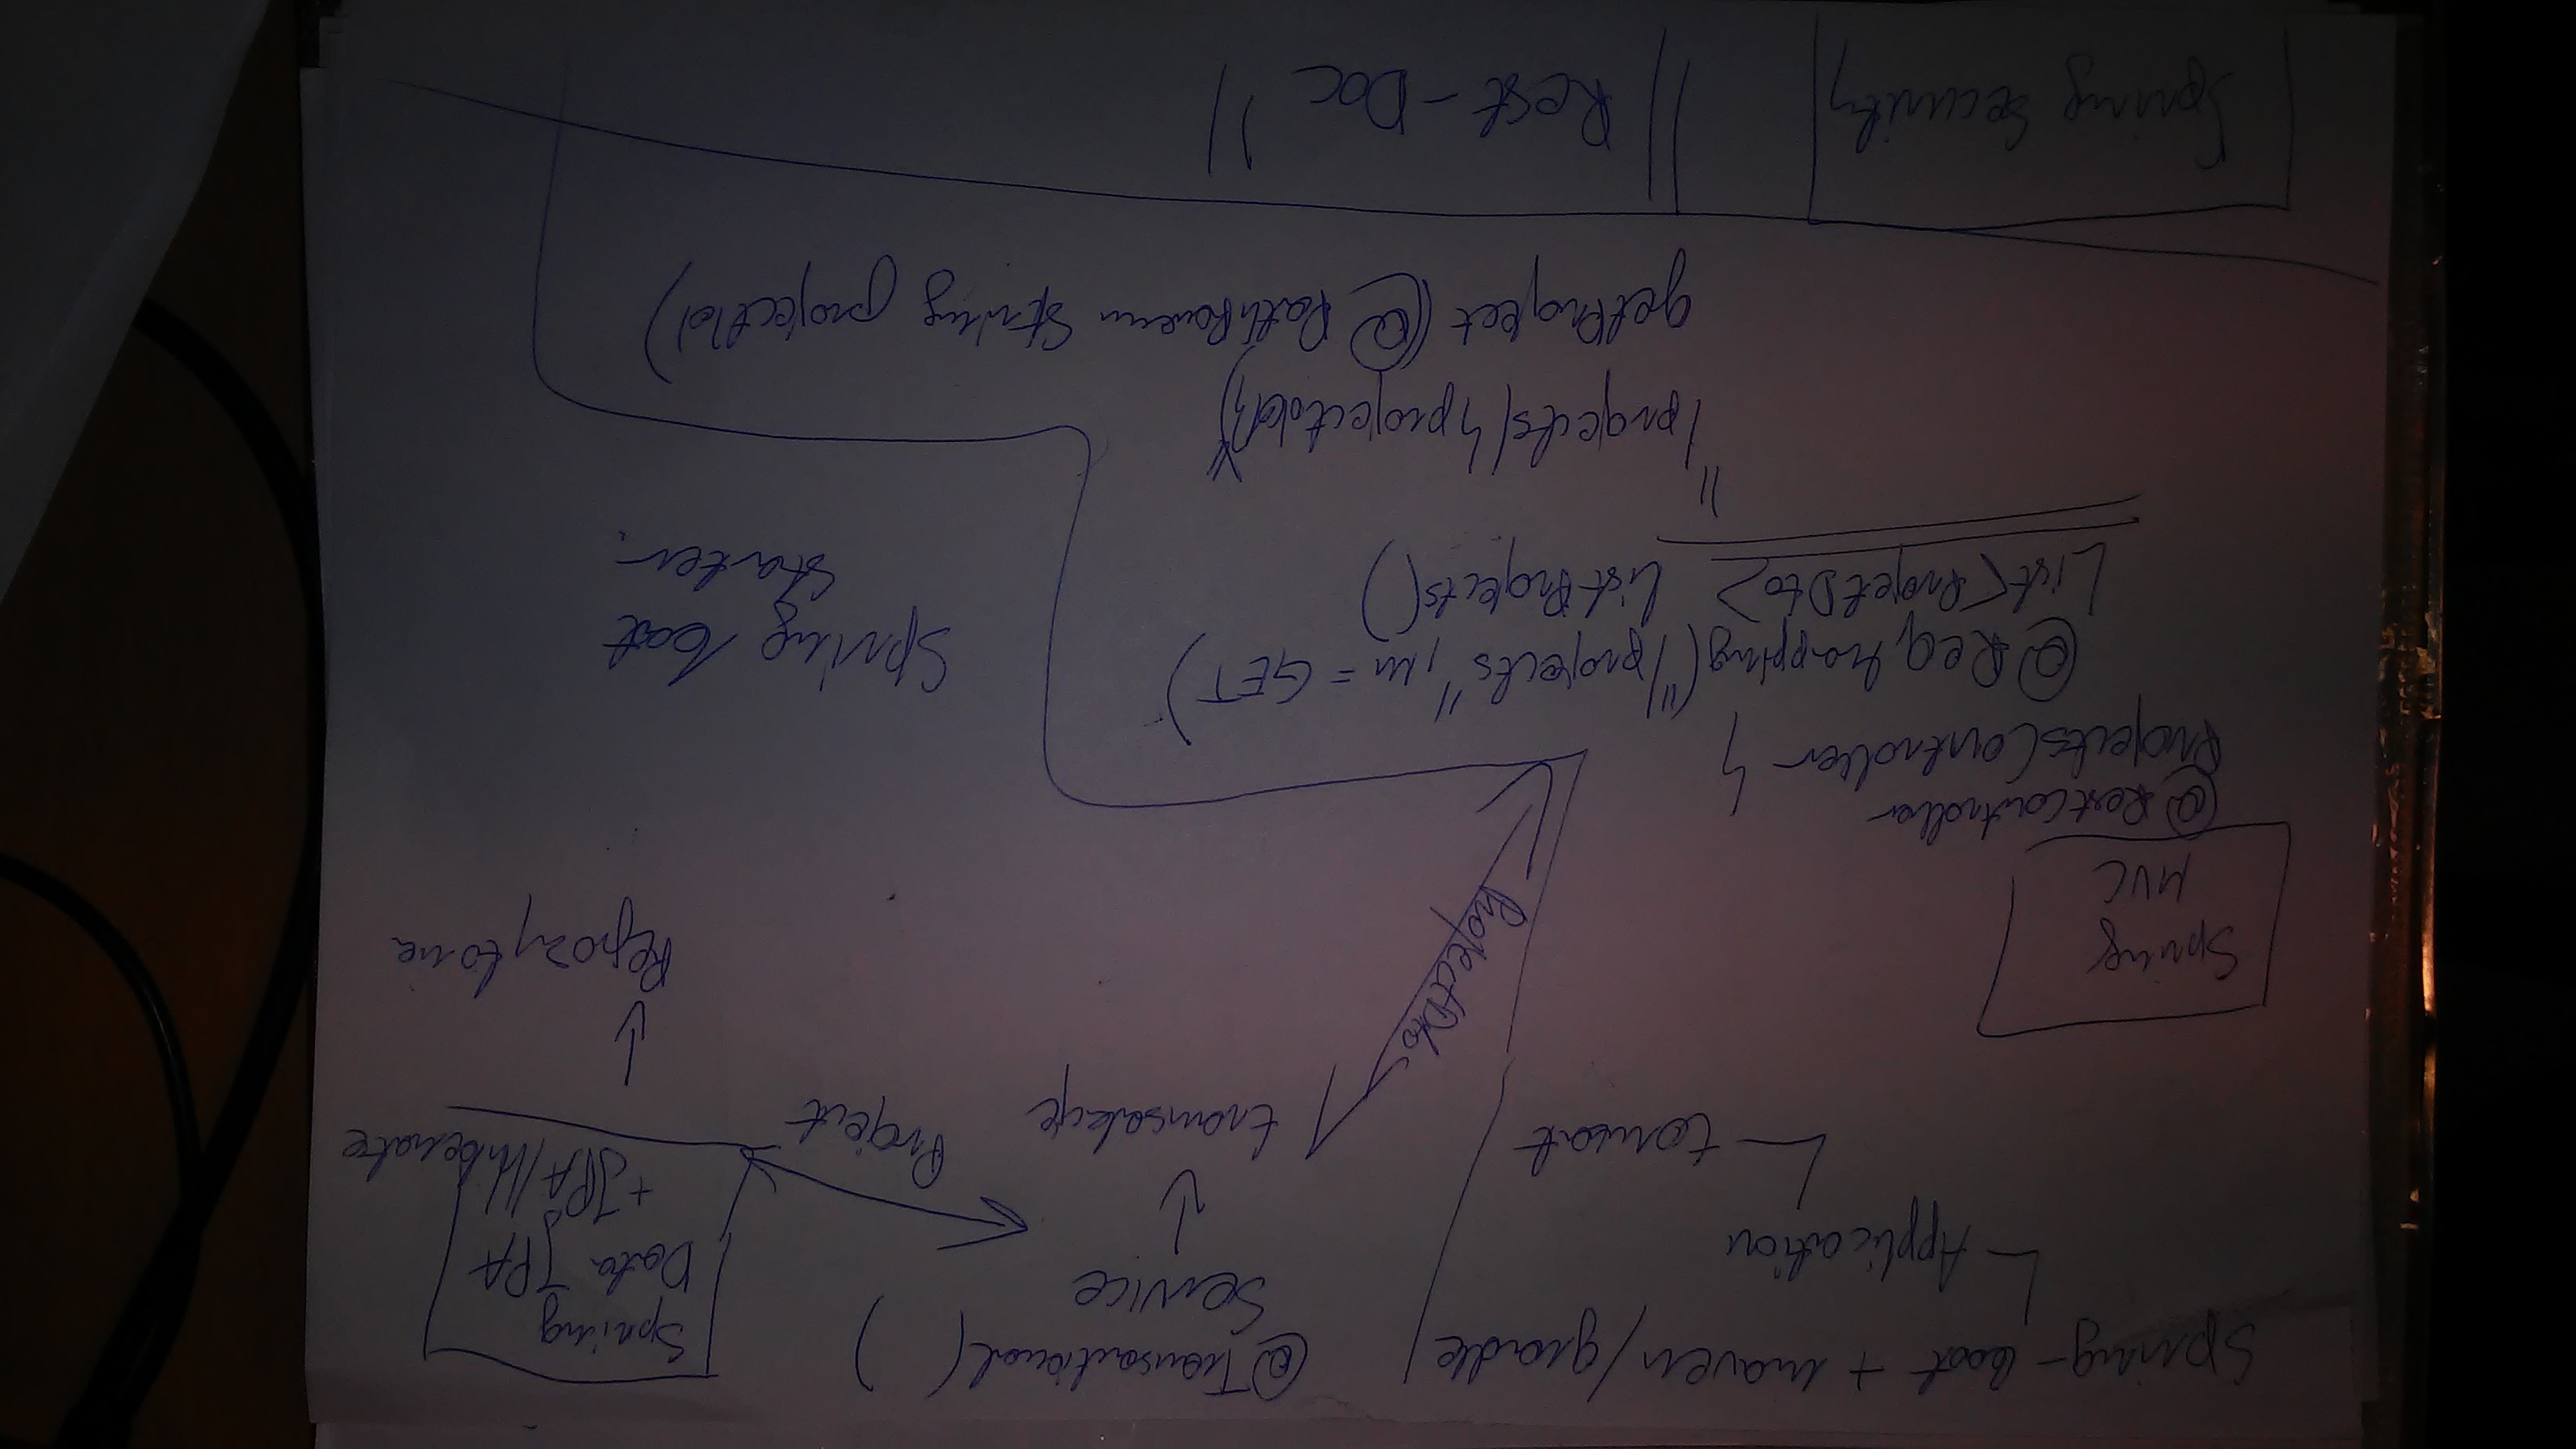 Spring-boot + maven/gradle
Application
tomcat
@Transactional( )
Service
transakcje
Project
Spring
Data JPA
+ JPA/Hibernate
Repozytoria
ProjectDto
Spring
MVC
@RestController
ProjectsController {
@ReqMapping("/projects", m = GET)
List<ProjetDto> listProjects()
"/projects/{projectId}"
getProject (@PathParam String projectId)
Spring boot
starter.
Spring Security
Rest-Doc